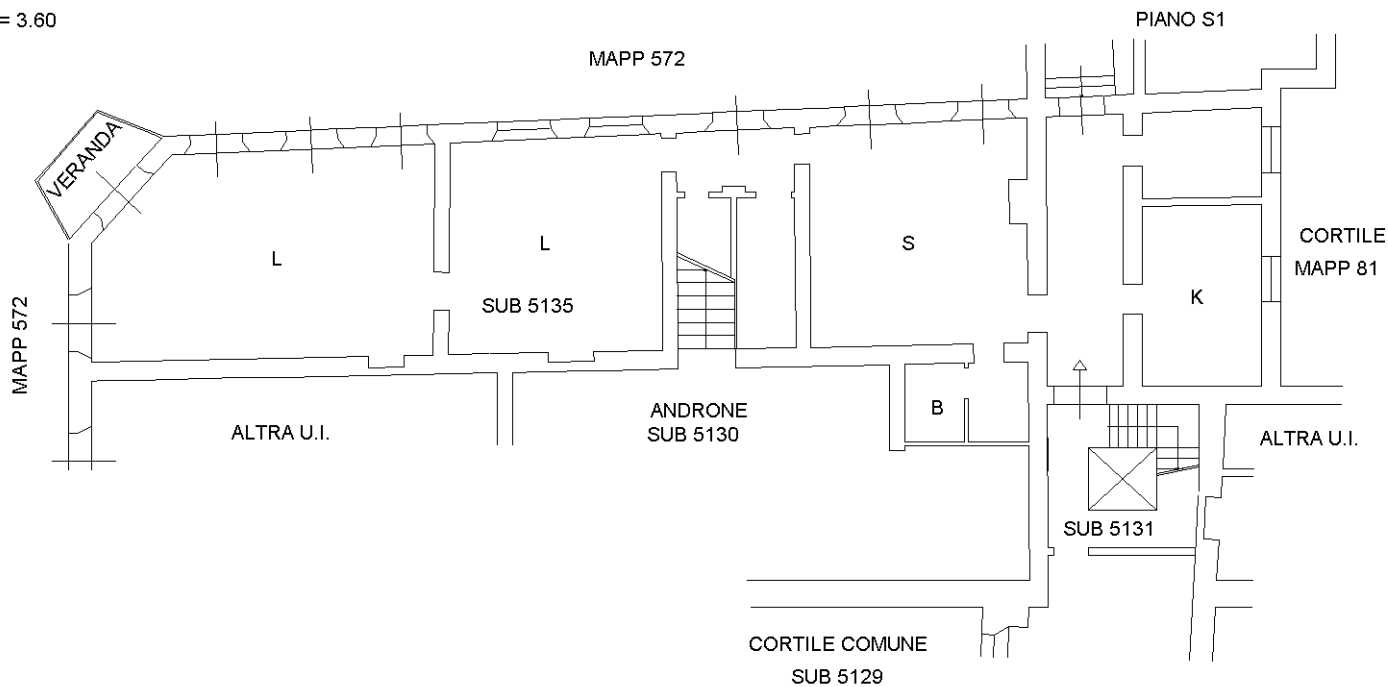 = 3.60
PIANO S1
MAPP 572
VERANDA
L
L
S
CORTILE
MAPP 81
K
SUB 5135
MAPP 572
B
ANDRONE
SUB 5130
ALTRA U.I.
ALTRA U.I.
SUB 5131
CORTILE COMUNE
SUB 5129